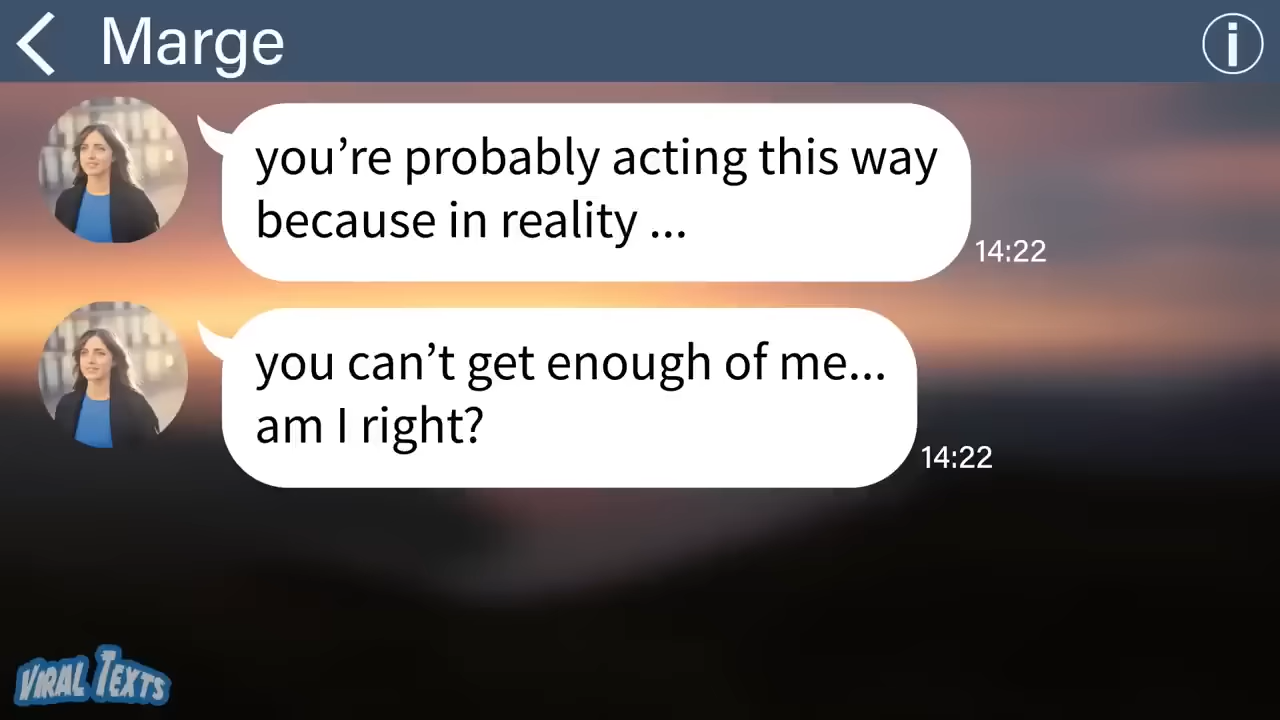 Marge
i
you’re probably acting this way
because in reality ...
14:22
you can’t get enough of me...
am I right?
14:22
VIRAL TEXTS